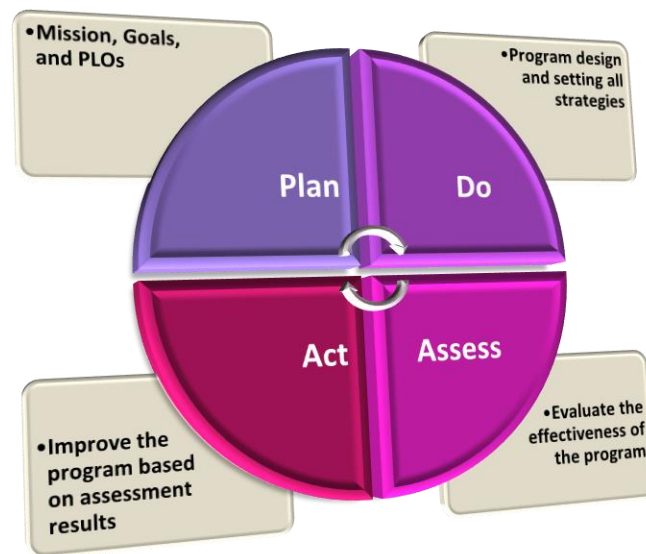 •Mission, Goals,
and PLOs
•Program design
and setting all
strategies
Plan
Do
Act
Assess
•Improve the
program based
on assessment
results
•Evaluate the
effectiveness of
the program